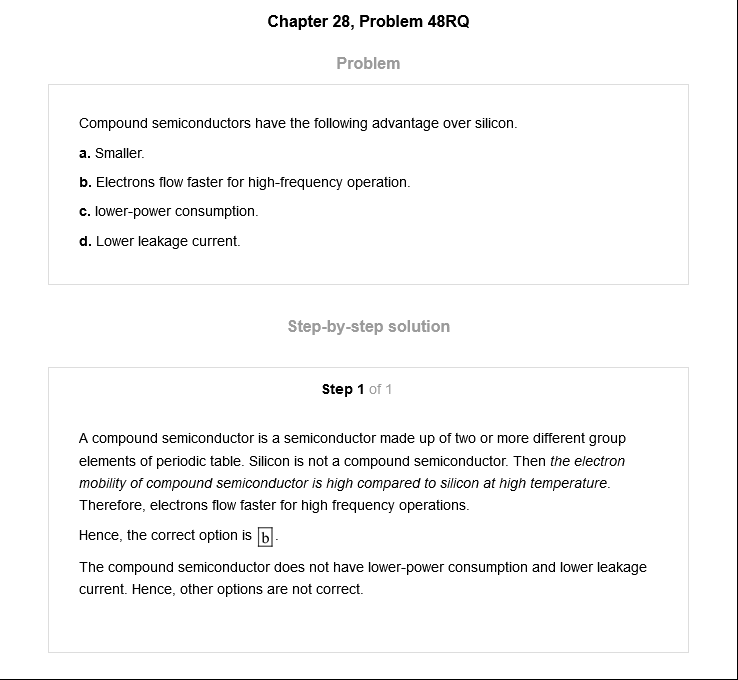 Chapter 28, Problem 48RQ
Problem
Compound semiconductors have the following advantage over silicon.
a. Smaller.
b. Electrons flow faster for high-frequency operation.
c. lower-power consumption.
d. Lower leakage current.
Step-by-step solution
Step 1 of 1
A compound semiconductor is a semiconductor made up of two or more different group
elements of periodic table. Silicon is not a compound semiconductor. Then the electron
mobility of compound semiconductor is high compared to silicon at high temperature.
Therefore, electrons flow faster for high frequency operations.
Hence, the correct option is b.
The compound semiconductor does not have lower-power consumption and lower leakage
current. Hence, other options are not correct.